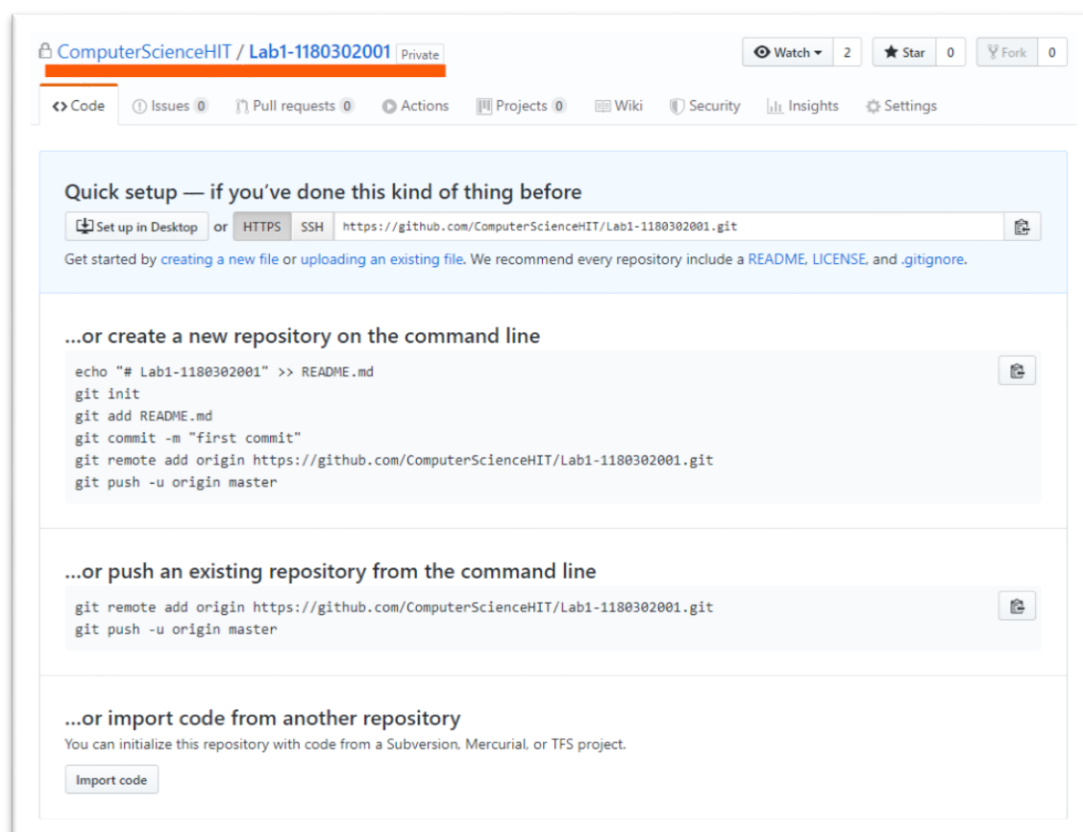 ComputerScienceHIT / Lab1-1180302001 Private
Watch 2 Star 0 Fork 0
Code Issues 0 Pull requests 0 Actions Projects 0 Wiki Security Insights Settings
Quick setup — if you’ve done this kind of thing before
Set up in Desktop or HTTPS SSH https://github.com/ComputerScienceHIT/Lab1-1180302001.git
Get started by creating a new file or uploading an existing file. We recommend every repository include a README, LICENSE, and .gitignore.
...or create a new repository on the command line
echo "# Lab1-1180302001" >> README.md
git init
git add README.md
git commit -m "first commit"
git remote add origin https://github.com/ComputerScienceHIT/Lab1-1180302001.git
git push -u origin master
...or push an existing repository from the command line
git remote add origin https://github.com/ComputerScienceHIT/Lab1-1180302001.git
git push -u origin master
...or import code from another repository
You can initialize this repository with code from a Subversion, Mercurial, or TFS project.
Import code